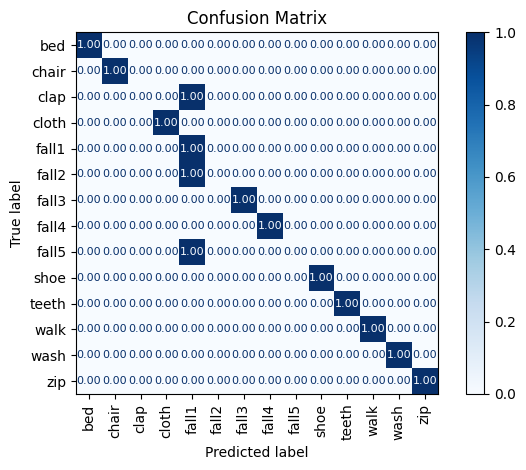 Confusion Matrix
True label
bed 1.00 0.00 0.00 0.00 0.00 0.00 0.00 0.00 0.00 0.00 0.00 0.00 0.00 0.00
chair 0.00 1.00 0.00 0.00 0.00 0.00 0.00 0.00 0.00 0.00 0.00 0.00 0.00 0.00
clap 0.00 0.00 0.00 0.00 1.00 0.00 0.00 0.00 0.00 0.00 0.00 0.00 0.00 0.00
cloth 0.00 0.00 0.00 1.00 0.00 0.00 0.00 0.00 0.00 0.00 0.00 0.00 0.00 0.00
fall1 0.00 0.00 0.00 0.00 1.00 0.00 0.00 0.00 0.00 0.00 0.00 0.00 0.00 0.00
fall2 0.00 0.00 0.00 0.00 1.00 0.00 0.00 0.00 0.00 0.00 0.00 0.00 0.00 0.00
fall3 0.00 0.00 0.00 0.00 0.00 0.00 1.00 0.00 0.00 0.00 0.00 0.00 0.00 0.00
fall4 0.00 0.00 0.00 0.00 0.00 0.00 0.00 1.00 0.00 0.00 0.00 0.00 0.00 0.00
fall5 0.00 0.00 0.00 0.00 1.00 0.00 0.00 0.00 0.00 0.00 0.00 0.00 0.00 0.00
shoe 0.00 0.00 0.00 0.00 0.00 0.00 0.00 0.00 0.00 1.00 0.00 0.00 0.00 0.00
teeth 0.00 0.00 0.00 0.00 0.00 0.00 0.00 0.00 0.00 0.00 1.00 0.00 0.00 0.00
walk 0.00 0.00 0.00 0.00 0.00 0.00 0.00 0.00 0.00 0.00 0.00 1.00 0.00 0.00
wash 0.00 0.00 0.00 0.00 0.00 0.00 0.00 0.00 0.00 0.00 0.00 0.00 1.00 0.00
zip 0.00 0.00 0.00 0.00 0.00 0.00 0.00 0.00 0.00 0.00 0.00 0.00 0.00 1.00
bed chair clap cloth fall1 fall2 fall3 fall4 fall5 shoe teeth walk wash zip
Predicted label
1.0
0.8
0.6
0.4
0.2
0.0